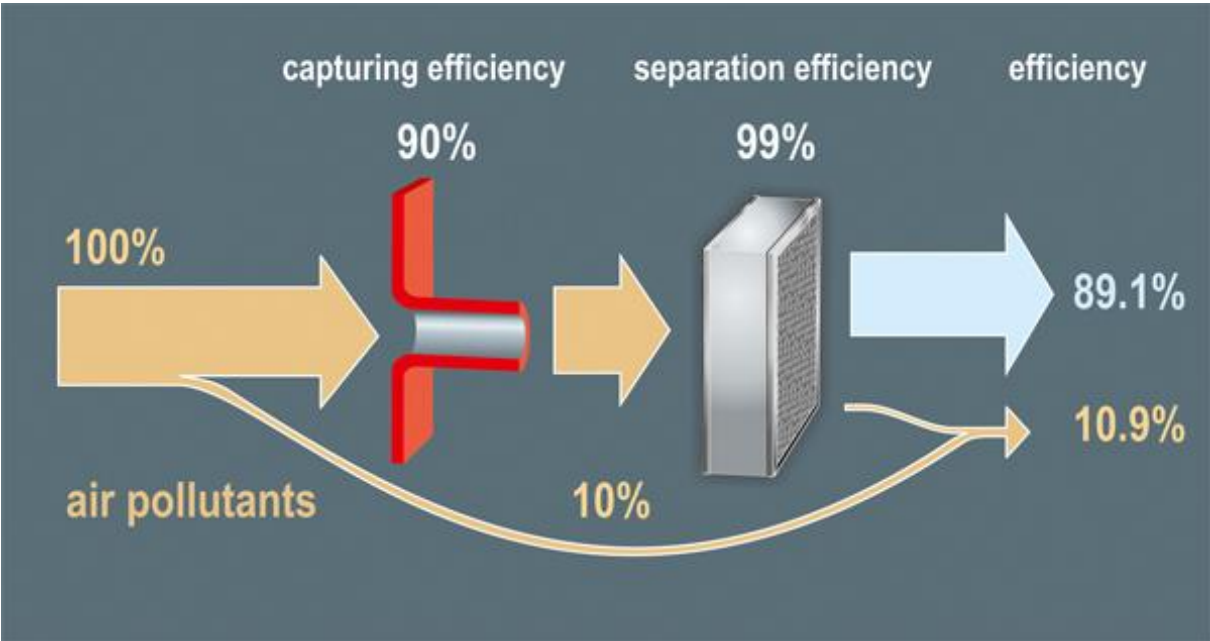 capturing efficiency separation efficiency efficiency
90% 99%
100%
89.1%
10.9%
air pollutants 10%